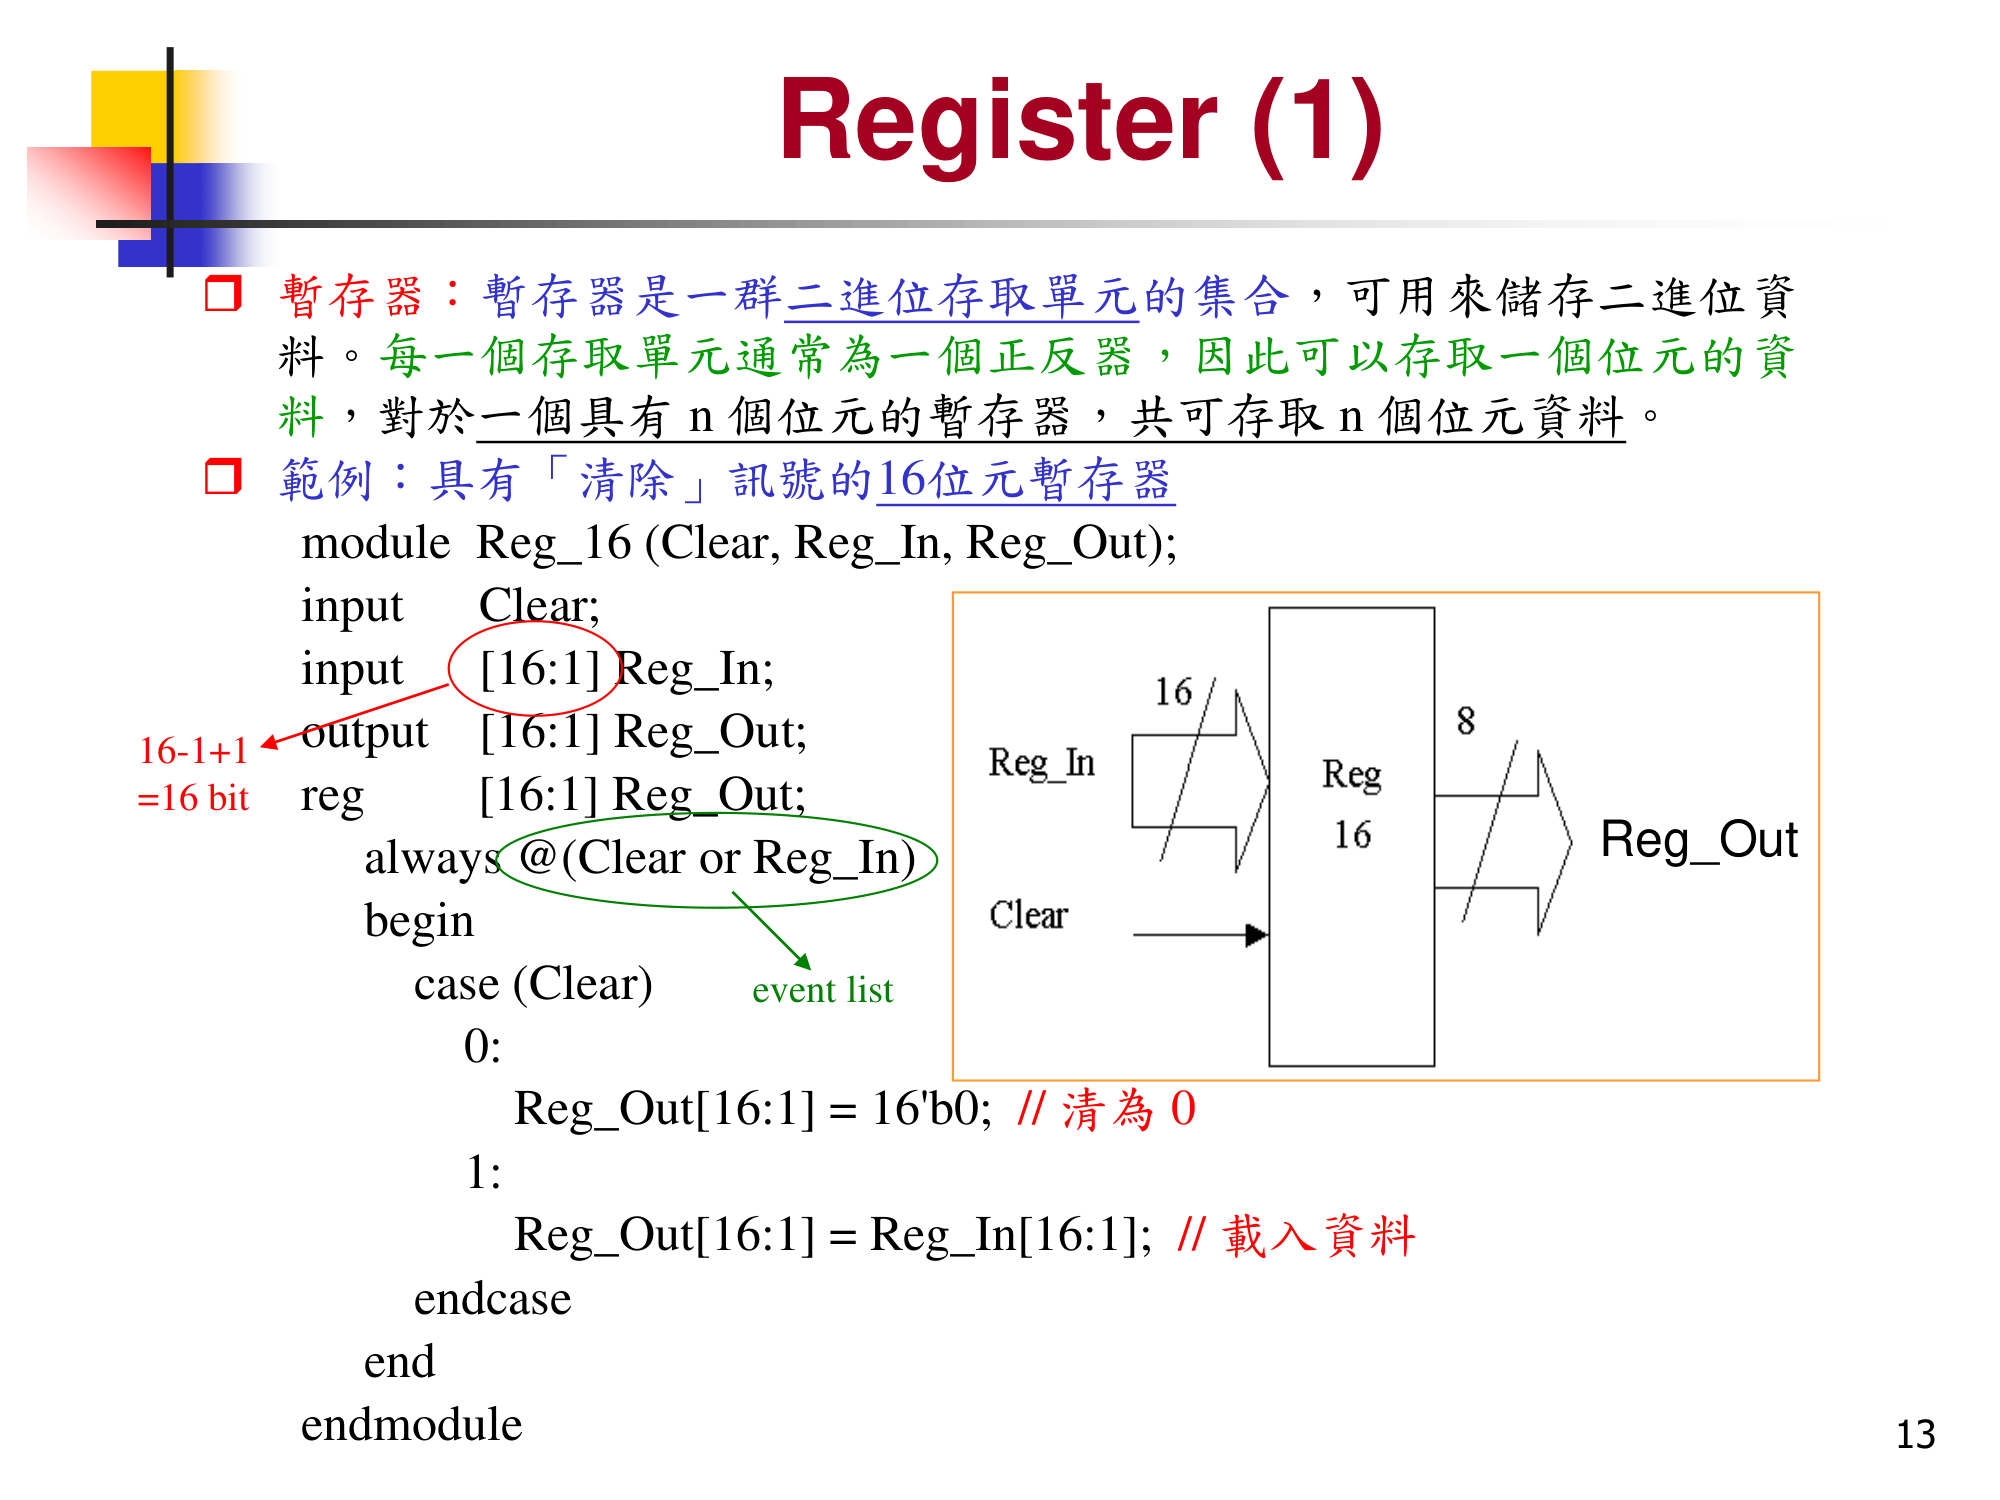 Register (1)
暫存器：暫存器是一群二進位存取單元的集合，可用來儲存二進位資
料。每一個存取單元通常為一個正反器，因此可以存取一個位元的資
料，對於一個具有 n 個位元的暫存器，共可存取 n 個位元資料。
範例：具有「清除」訊號的16位元暫存器
module Reg_16 (Clear, Reg_In, Reg_Out);
input Clear;
input [16:1] Reg_In;
output [16:1] Reg_Out;
reg [16:1] Reg_Out;
always @(Clear or Reg_In)
begin
case (Clear)
0:
Reg_Out[16:1] = 16'b0; // 清為 0
1:
Reg_Out[16:1] = Reg_In[16:1]; // 載入資料
endcase
end
endmodule
16-1+1
=16 bit
event list
16
Reg_In
Clear
Reg
16
8
Reg_Out
13